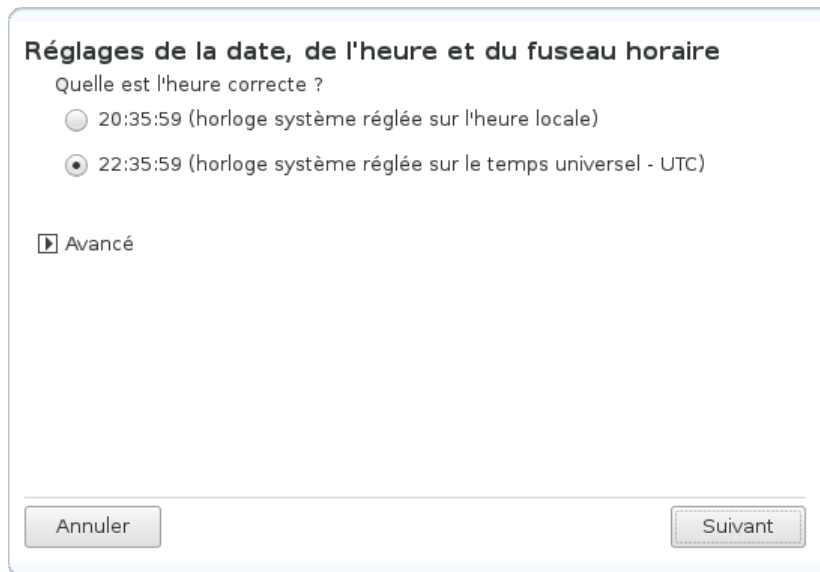 Réglages de la date, de l'heure et du fuseau horaire
Quelle est l'heure correcte ?
20:35:59 (horloge système réglée sur l'heure locale)
22:35:59 (horloge système réglée sur le temps universel - UTC)
Avancé
Annuler
Suivant